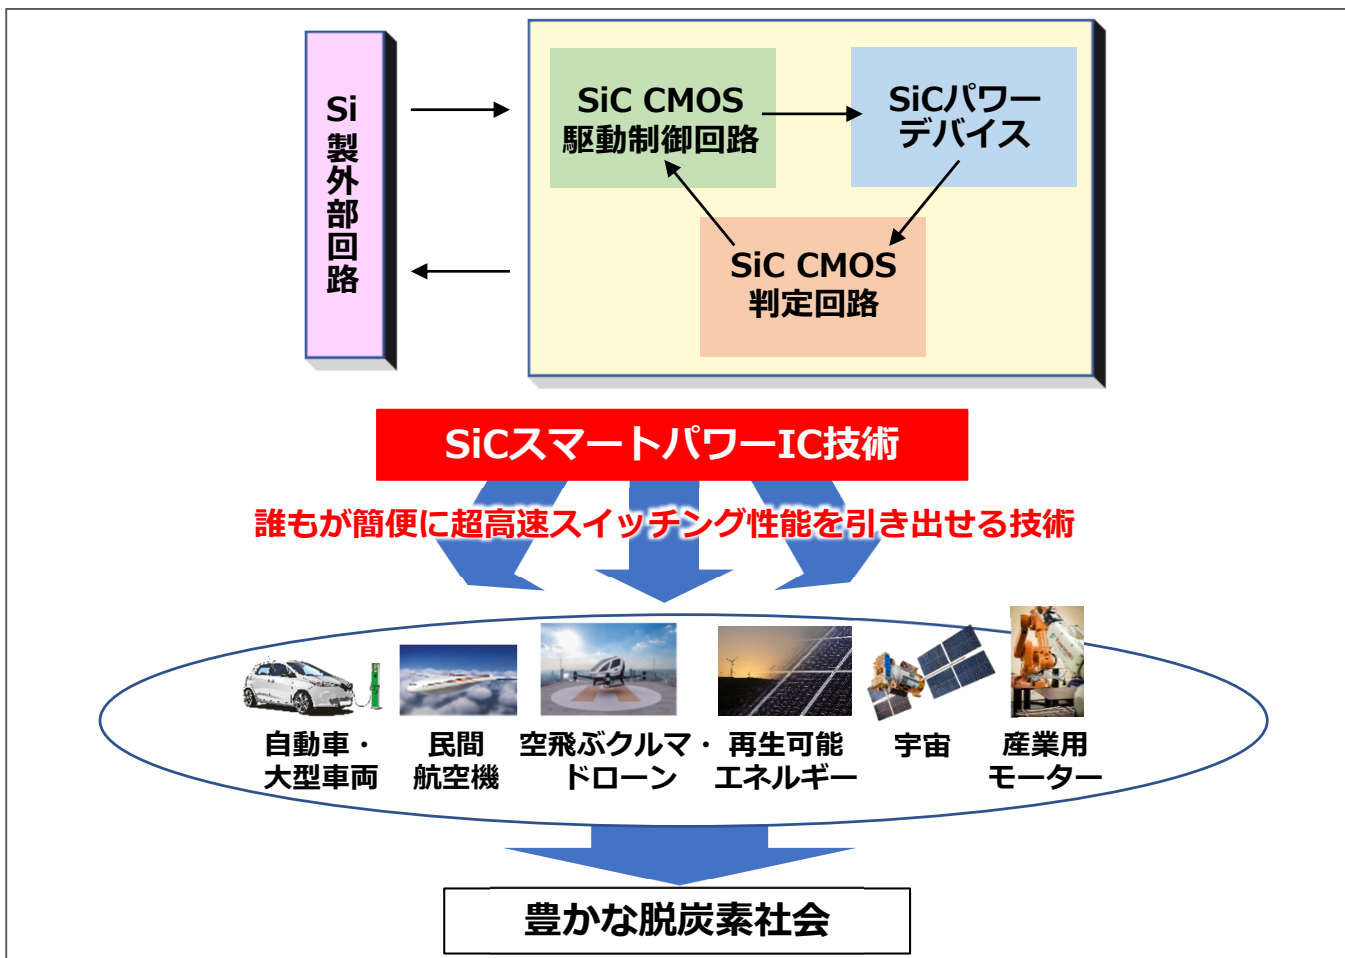 Si製外部回路
SiC CMOS
駆動制御回路
SiCパワー
デバイス
SiC CMOS
判定回路
SiCスマートパワーIC技術
誰もが簡便に超高速スイッチング性能を引き出せる技術
自動車・
大型車両
民間
航空機
空飛ぶクルマ・
ドローン
再生可能
エネルギー
宇宙
産業用
モーター
豊かな脱炭素社会